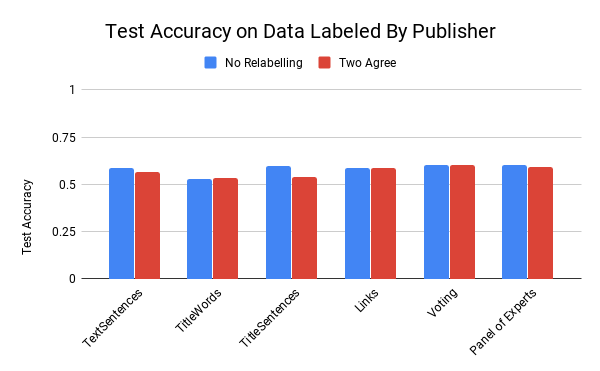 Test Accuracy on Data Labeled By Publisher
No Relabelling
Two Agree
1
0.75
0.5
0.25
0
Test Accuracy
TextSentences
TitleWords
TitleSentences
Links
Voting
Panel of Experts